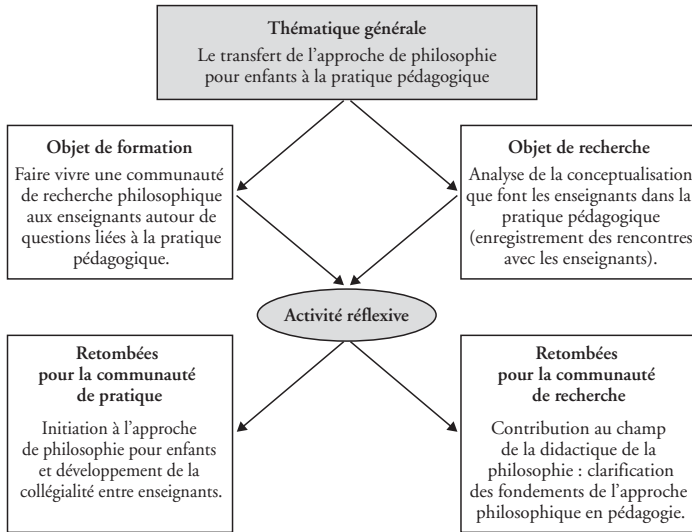 Thématique générale
Le transfert de l’approche de philosophie
pour enfants à la pratique pédagogique
Objet de formation
Faire vivre une communauté
de recherche philosophique
aux enseignants autour de
questions liées à la pratique
pédagogique.
Objet de recherche
Analyse de la conceptualisation
que font les enseignants dans la
pratique pédagogique
(enregistrement des rencontres
avec les enseignants).
Activité réflexive
Retombées
pour la communauté
de pratique
Initiation à l’approche
de philosophie pour enfants
et développement de la
collégialité entre enseignants.
Retombées
pour la communauté
de recherche
Contribution au champ
de la didactique de la
philosophie : clarification
des fondements de l’approche
philosophique en pédagogie.